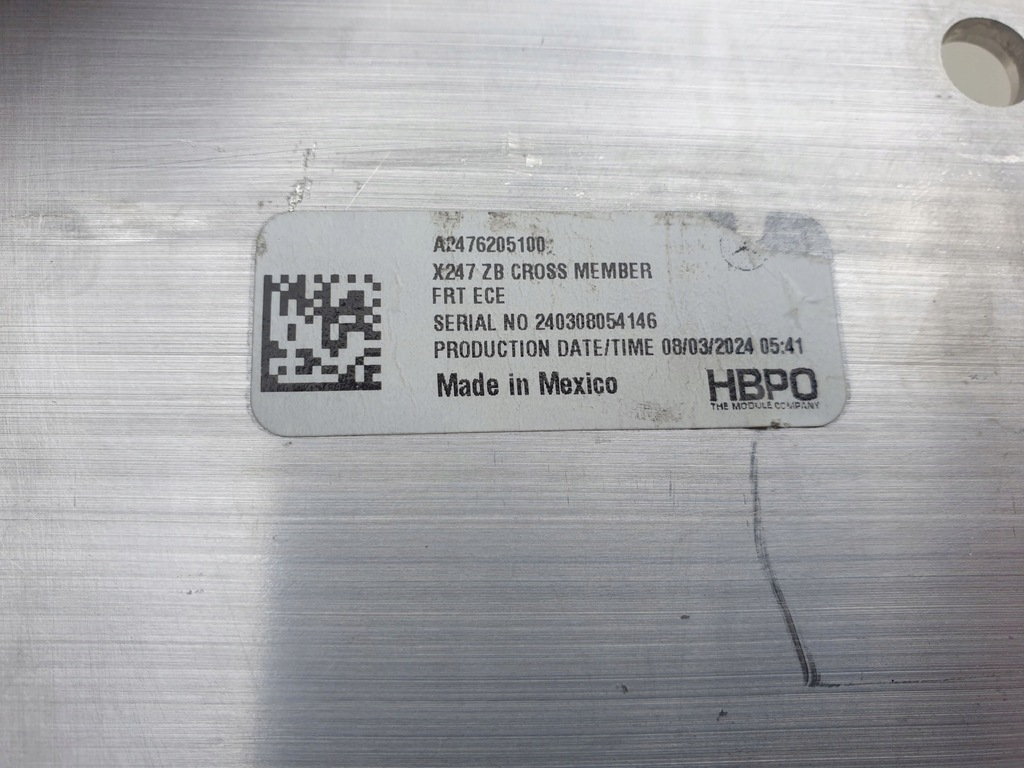 A2476205100
X247 ZB CROSS MEMBER
FRT ECE
SERIAL NO 240308054146
PRODUCTION DATE/TIME 08/03/2024 05:41
Made in Mexico
HBPO
THE MODULE COMPANY